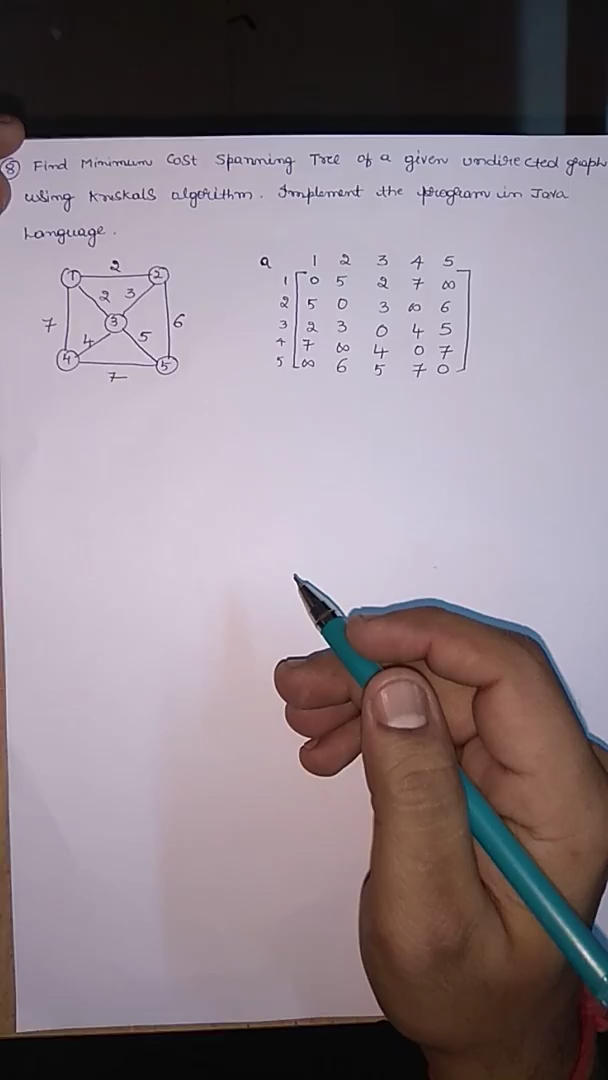 8 Find Minimum Cost Spanning Tree of a given undirected graph
using Kruskals algorithm. Implement the program in Java
Language.
2
1 2
2 3
7 3 6
4 5
4 5
7
a 1 2 3 4 5
1 0 5 2 7 ∞
2 5 0 3 ∞ 6
3 2 3 0 4 5
4 7 ∞ 4 0 7
5 ∞ 6 5 7 0